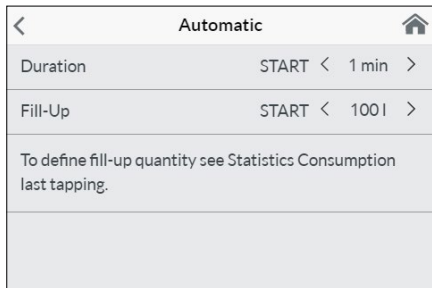 Automatic
Duration START < 1 min >
Fill-Up START < 100 l >
To define fill-up quantity see Statistics Consumption
last tapping.